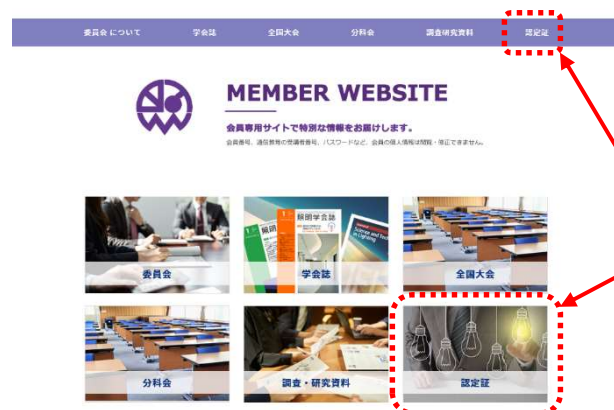 委員会について 学会誌 全国大会 分科会 調査研究資料 認定証
MEMBER WEBSITE
会員専用サイトで特別な情報をお届けします。
会員番号、通信教育の受講者番号、パスワードなど、会員の個人情報は閲覧・修正できません。
照明学会誌
委員会 学会誌 全国大会
分科会 調査・研究資料 認定証